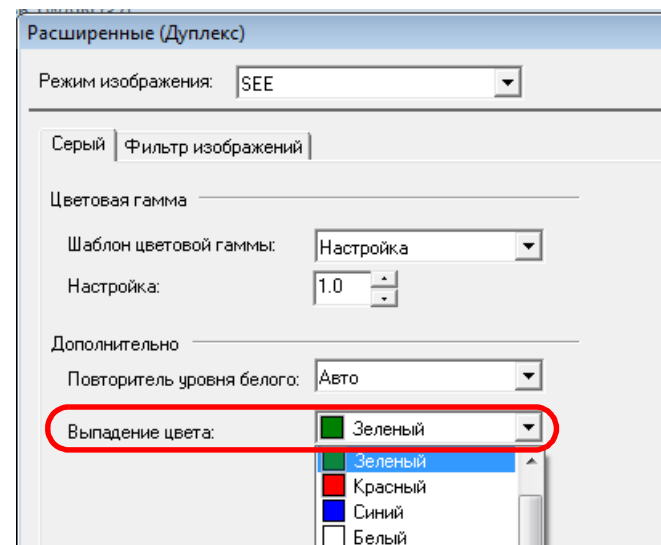 Расширенные (Дуплекс)
Режим изображения: SEE
Серый Фильтр изображений
Цветовая гамма
Шаблон цветовой гаммы: Настройка
Настройка: 1.0
Дополнительно
Повторитель уровня белого: Авто
Выпадение цвета: Зеленый
Зеленый
Красный
Синий
Белый